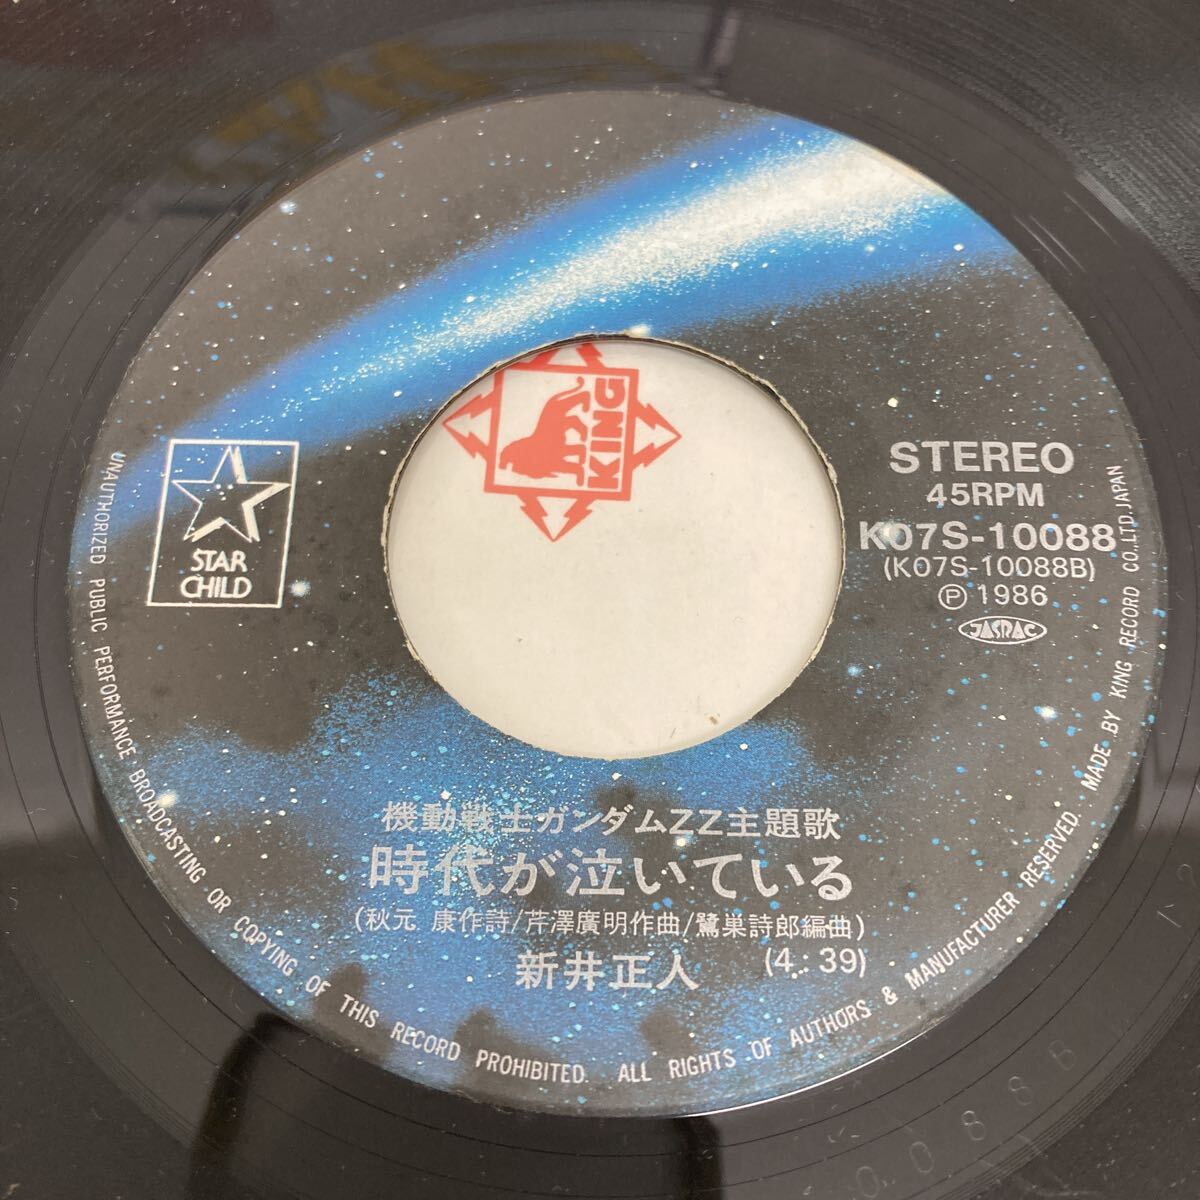 KING
STAR
CHILD
STEREO
45RPM
K07S-10088
(K07S-10088B)
Ⓟ 1986
JASRAC
機動戦士ガンダムZZ主題歌
時代が泣いている
(秋元 康作詩/芹澤廣明作曲/鷺巣詩郎編曲)
新井正人 (4:39)
UNAUTHORIZED PUBLIC PERFORMANCE BROADCASTING OR COPYING OF THIS RECORD PROHIBITED. ALL RIGHTS OF AUTHORS & MANUFACTURER RESERVED. MADE BY KING RECORD CO., LTD. JAPAN